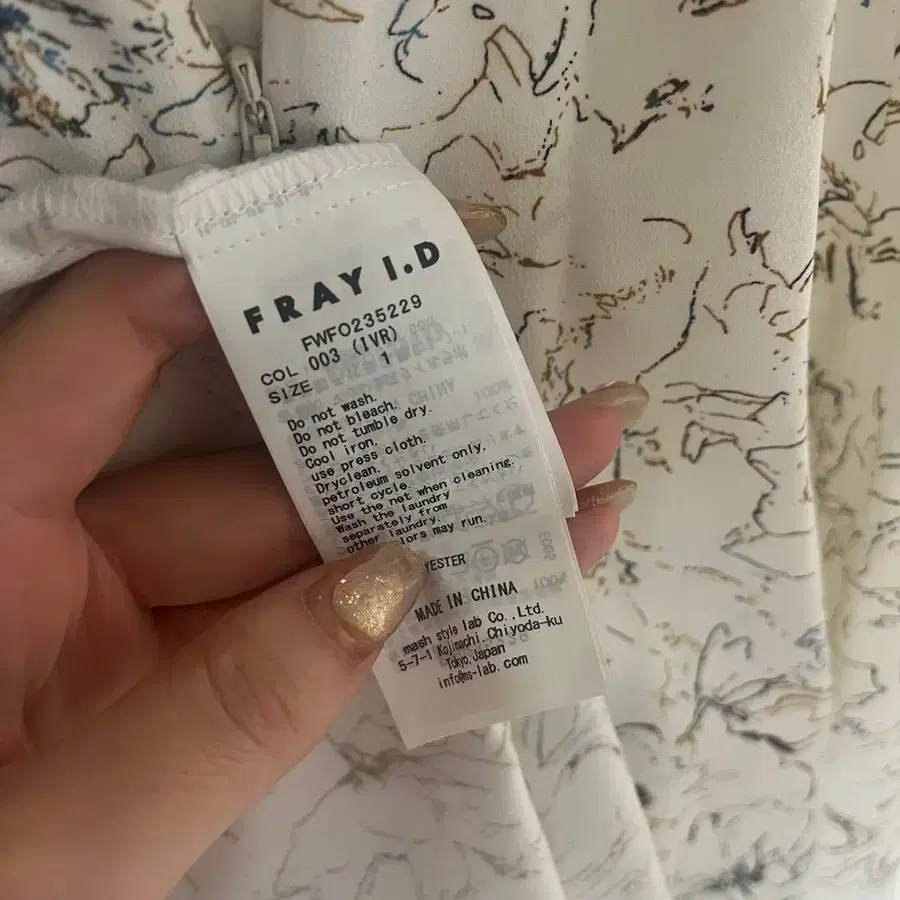 FRAY I.D
FWFO235229
COL 003 (IVR)
SIZE 1
Do not wash.
Do not bleach.
Do not tumble dry.
Cool iron,
use press cloth.
Dryclean.
petroleum solvent only.
short cycle.
Use the net when cleaning.
Wash the laundry
separately from
other laundry.
may run.
MADE IN CHINA
mash style lab Co.,Ltd.
5-7-1 Kojimachi.Chiyoda-ku
Tokyo,Japan
info@ms-lab.com